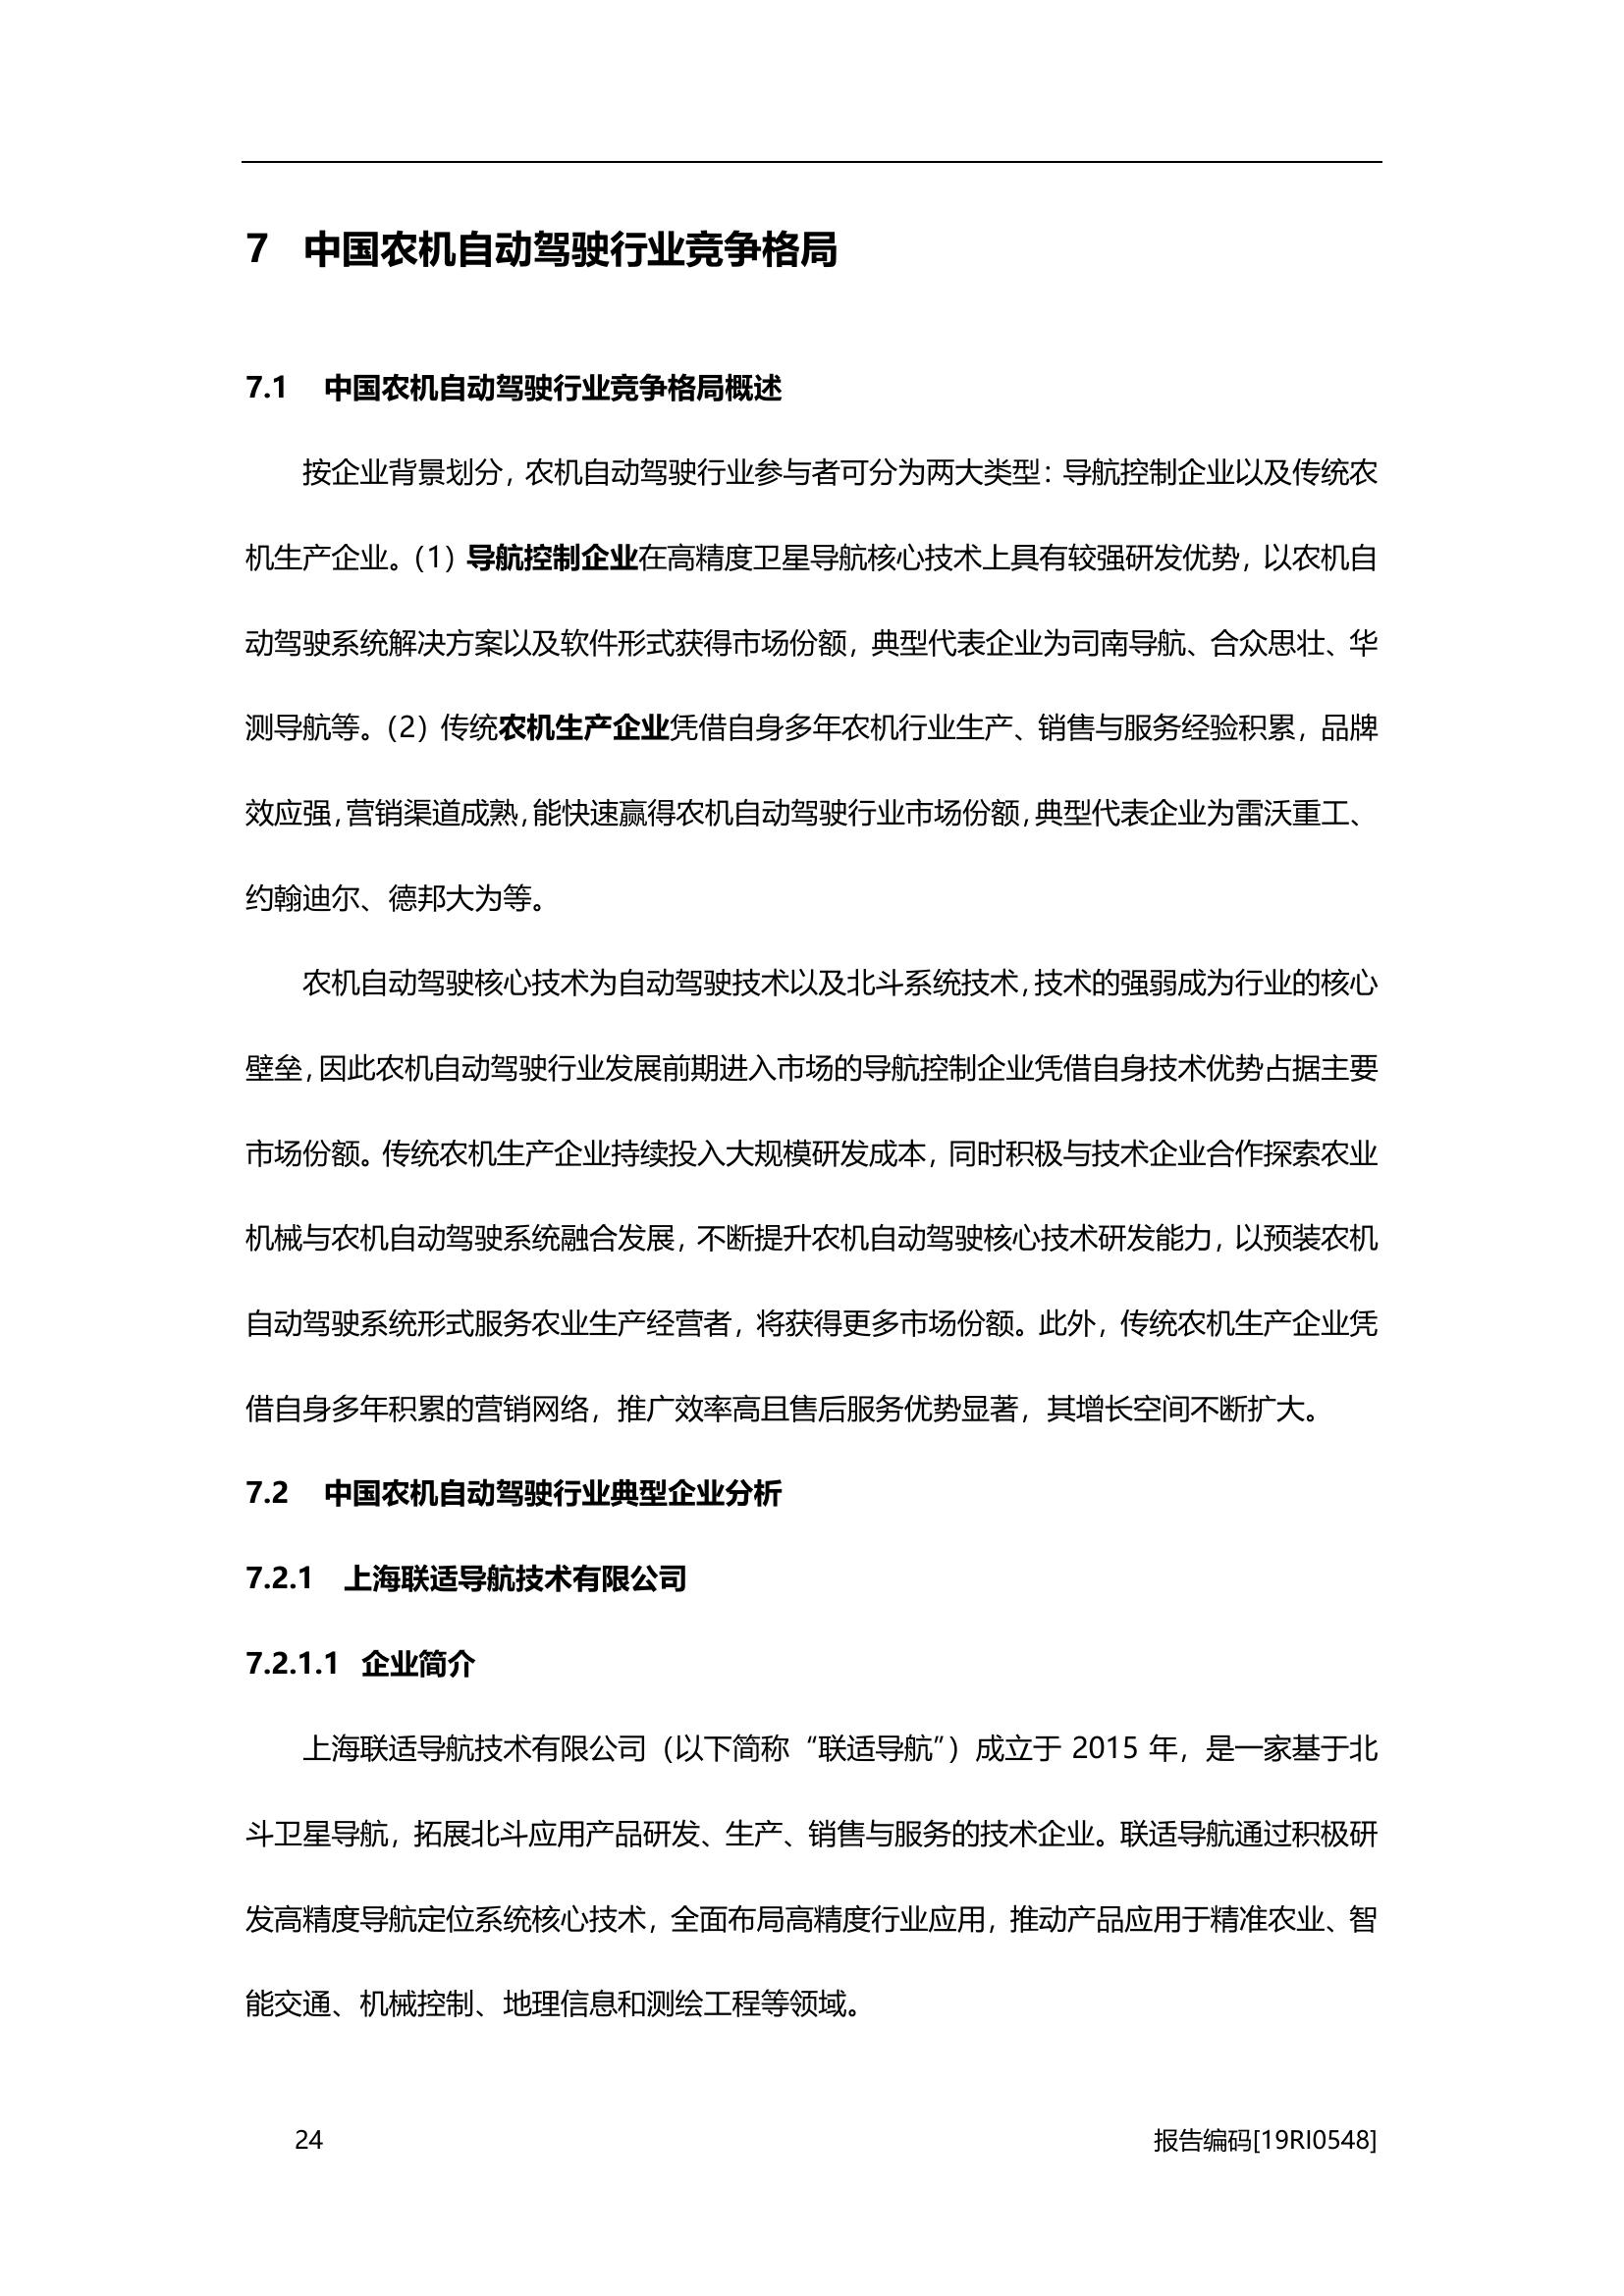 7 中国农机自动驾驶行业竞争格局
7.1 中国农机自动驾驶行业竞争格局概述
按企业背景划分，农机自动驾驶行业参与者可分为两大类型：导航控制企业以及传统农
机生产企业。（1）导航控制企业在高精度卫星导航核心技术上具有较强研发优势，以农机自
动驾驶系统解决方案以及软件形式获得市场份额，典型代表企业为司南导航、合众思壮、华
测导航等。（2）传统农机生产企业凭借自身多年农机行业生产、销售与服务经验积累，品牌
效应强，营销渠道成熟，能快速赢得农机自动驾驶行业市场份额，典型代表企业为雷沃重工、
约翰迪尔、德邦大为等。
农机自动驾驶核心技术为自动驾驶技术以及北斗系统技术，技术的强弱成为行业的核心
壁垒，因此农机自动驾驶行业发展前期进入市场的导航控制企业凭借自身技术优势占据主要
市场份额。传统农机生产企业持续投入大规模研发成本，同时积极与技术企业合作探索农业
机械与农机自动驾驶系统融合发展，不断提升农机自动驾驶核心技术研发能力，以预装农机
自动驾驶系统形式服务农业生产经营者，将获得更多市场份额。此外，传统农机生产企业凭
借自身多年积累的营销网络，推广效率高且售后服务优势显著，其增长空间不断扩大。
7.2 中国农机自动驾驶行业典型企业分析
7.2.1 上海联适导航技术有限公司
7.2.1.1 企业简介
上海联适导航技术有限公司（以下简称“联适导航”）成立于 2015 年，是一家基于北
斗卫星导航，拓展北斗应用产品研发、生产、销售与服务的技术企业。联适导航通过积极研
发高精度导航定位系统核心技术，全面布局高精度行业应用，推动产品应用于精准农业、智
能交通、机械控制、地理信息和测绘工程等领域。
24 报告编码[19RI0548]